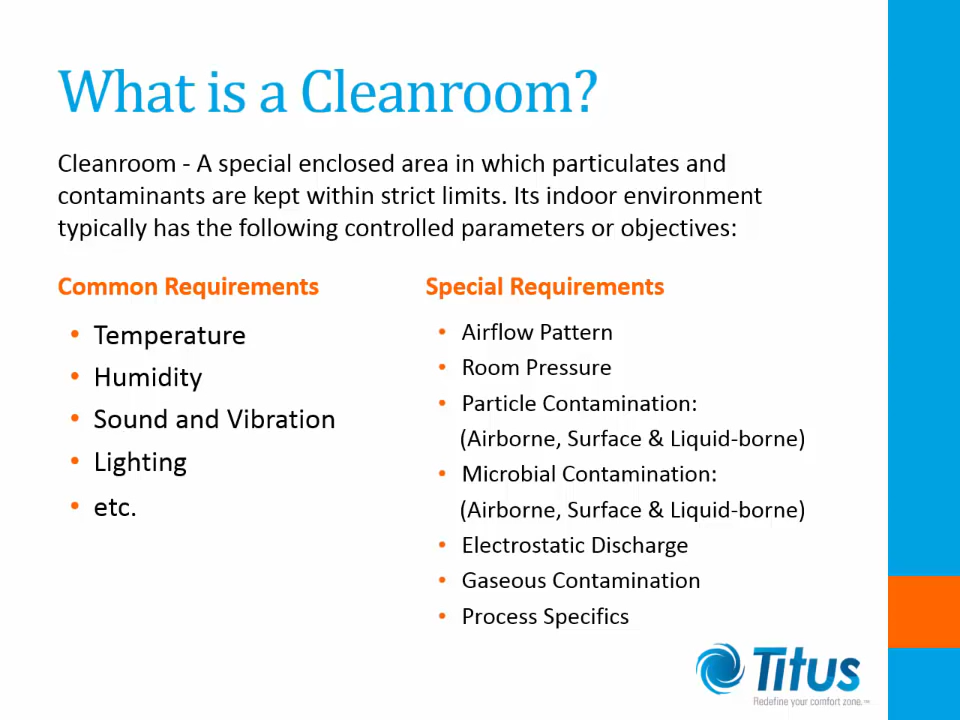 What is a Cleanroom?
Cleanroom - A special enclosed area in which particulates and
contaminants are kept within strict limits. Its indoor environment
typically has the following controlled parameters or objectives:
Common Requirements
• Temperature
• Humidity
• Sound and Vibration
• Lighting
• etc.
Special Requirements
• Airflow Pattern
• Room Pressure
• Particle Contamination:
(Airborne, Surface & Liquid-borne)
• Microbial Contamination:
(Airborne, Surface & Liquid-borne)
• Electrostatic Discharge
• Gaseous Contamination
• Process Specifics
Titus
Redefine your comfort zone.™